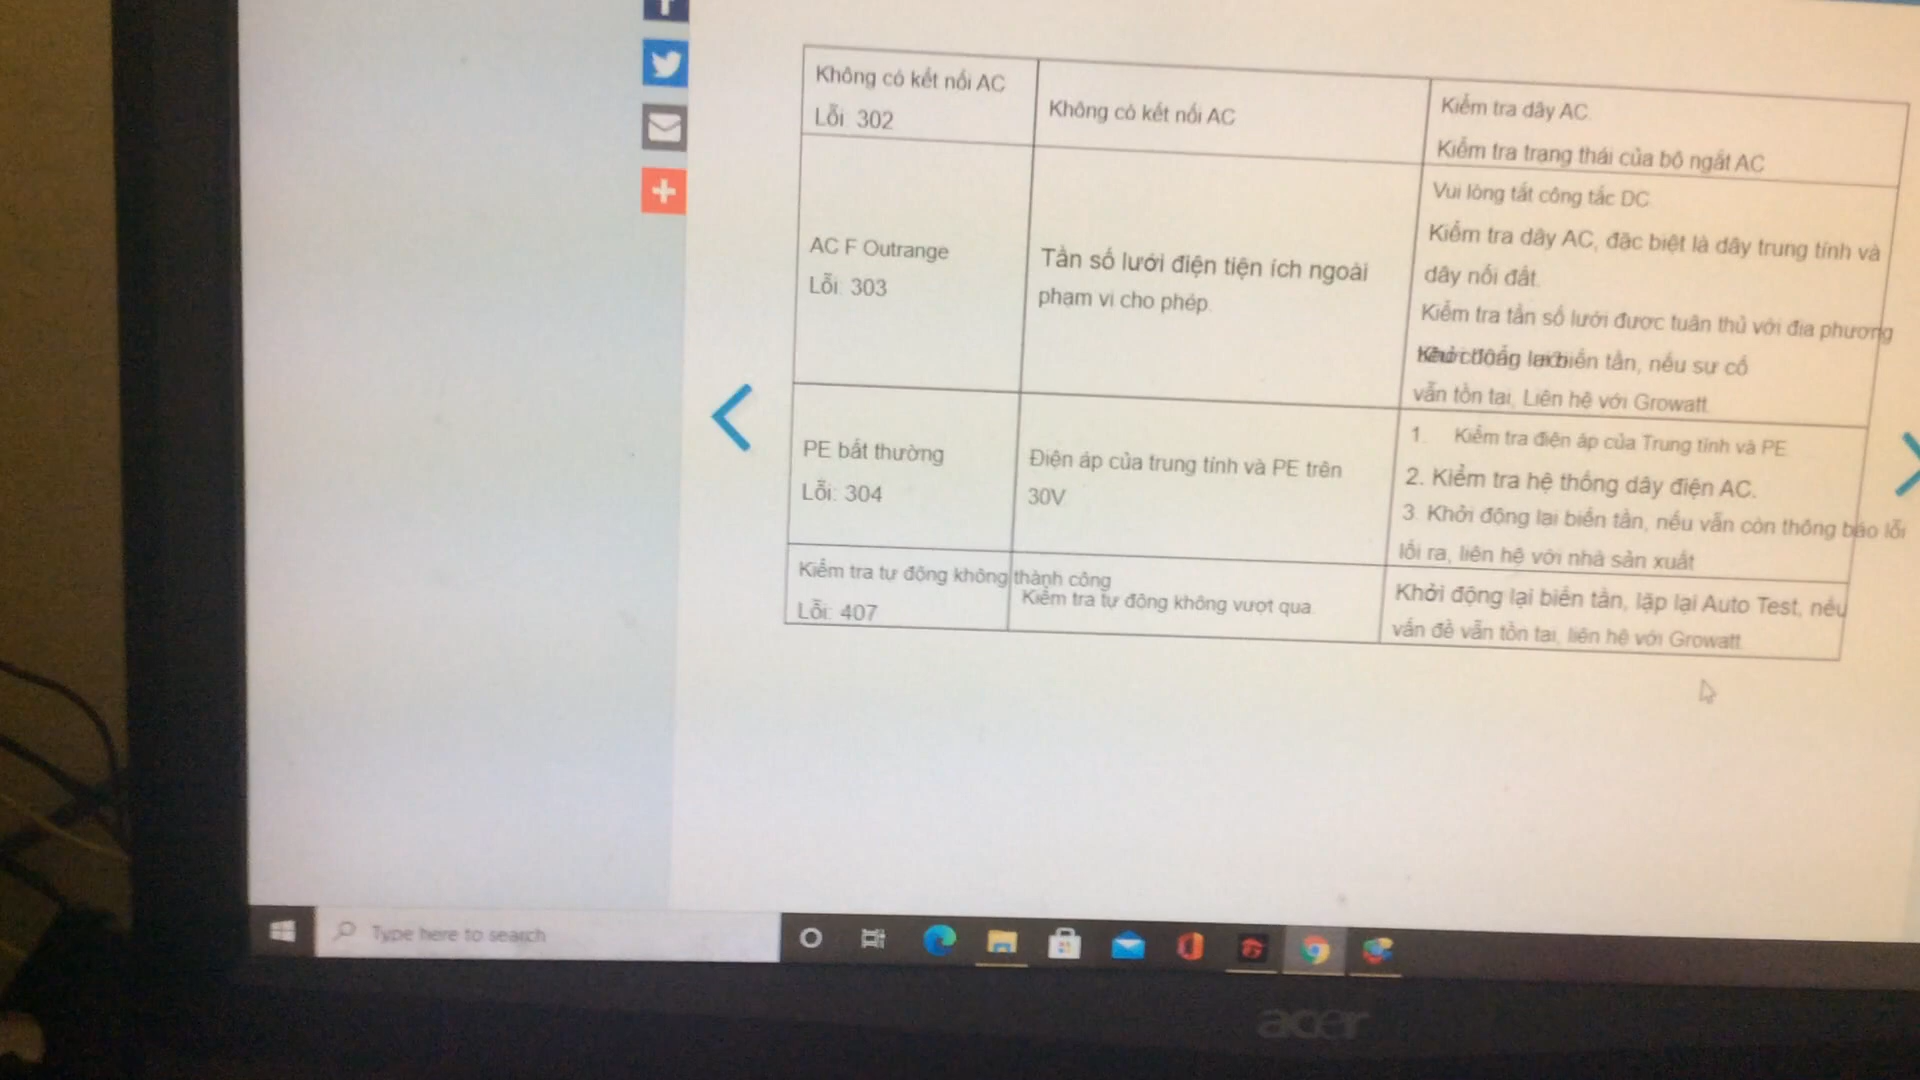 Không có kết nối AC
Lỗi: 302
Không có kết nối AC
Kiểm tra dây AC.
Kiểm tra trạng thái của bộ ngắt AC
AC F Outrange
Lỗi: 303
Tần số lưới điện tiện ích ngoài
phạm vi cho phép.
Vui lòng tắt công tắc DC.
Kiểm tra dây AC, đặc biệt là dây trung tính và
dây nối đất.
Kiểm tra tần số lưới được tuân thủ với địa phương
biến tần, nếu sự cố
vẫn tồn tại, Liên hệ với Growatt.
PE bất thường
Lỗi: 304
Điện áp của trung tính và PE trên
30V.
1. Kiểm tra điện áp của Trung tính và PE.
2. Kiểm tra hệ thống dây điện AC.
3. Khởi động lại biến tần, nếu vẫn còn thông báo lỗi
lỗi ra, liên hệ với nhà sản xuất
Kiểm tra tự động không thành công
Lỗi: 407
Kiểm tra tự động không vượt qua
Khởi động lại biến tần, lặp lại Auto Test, nếu
vấn đề vẫn tồn tại, liên hệ với Growatt.
Type here to search
acer